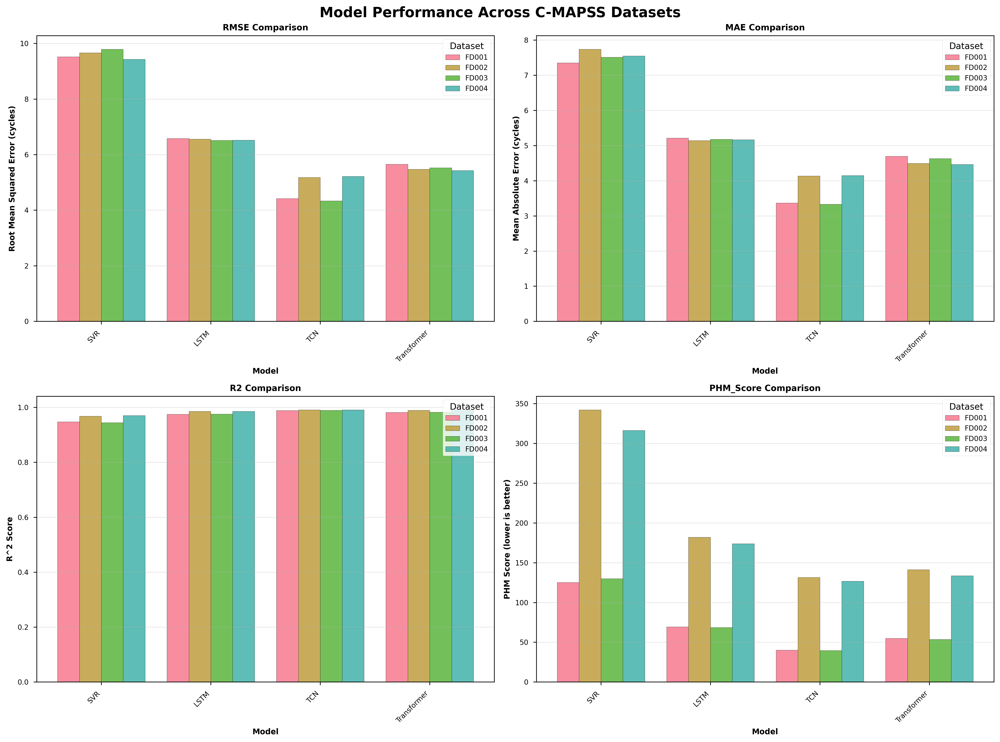 Model Performance Across C-MAPSS Datasets
RMSE Comparison
Root Mean Squared Error (cycles)
10
8
6
4
2
0
Dataset
FD001
FD002
FD003
FD004
SVR
LSTM
TCN
Transformer
Model
MAE Comparison
Mean Absolute Error (cycles)
8
7
6
5
4
3
2
1
0
Dataset
FD001
FD002
FD003
FD004
SVR
LSTM
TCN
Transformer
Model
R2 Comparison
R^2 Score
1.0
0.8
0.6
0.4
0.2
0.0
Dataset
FD001
FD002
FD003
FD004
SVR
LSTM
TCN
Transformer
Model
PHM_Score Comparison
PHM Score (lower is better)
350
300
250
200
150
100
50
0
Dataset
FD001
FD002
FD003
FD004
SVR
LSTM
TCN
Transformer
Model